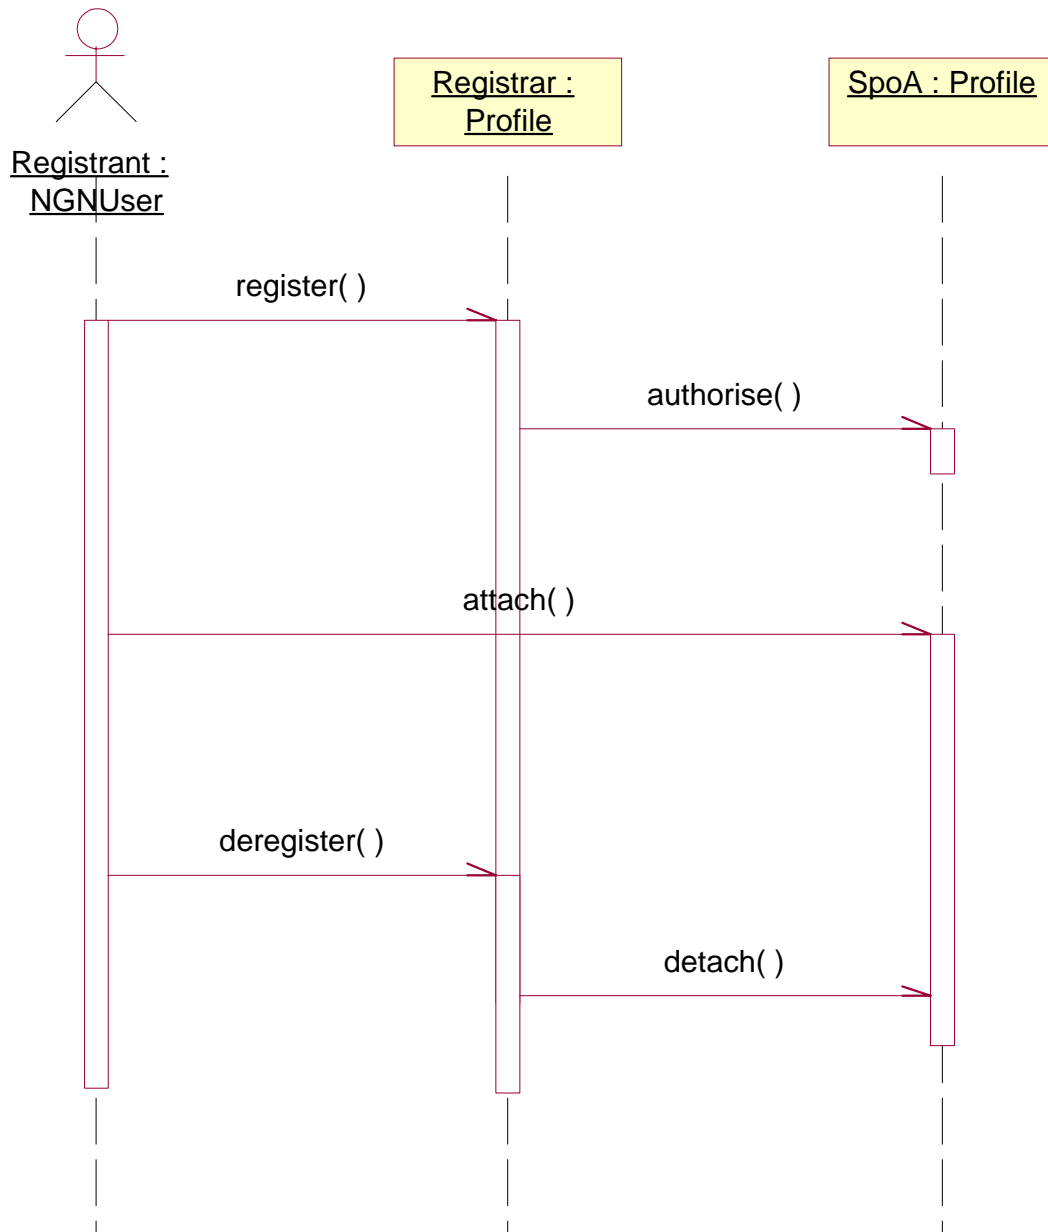 Registrant :
NGNUser
Registrar :
Profile
SpoA : Profile
register( )
authorise( )
attach( )
deregister( )
detach( )